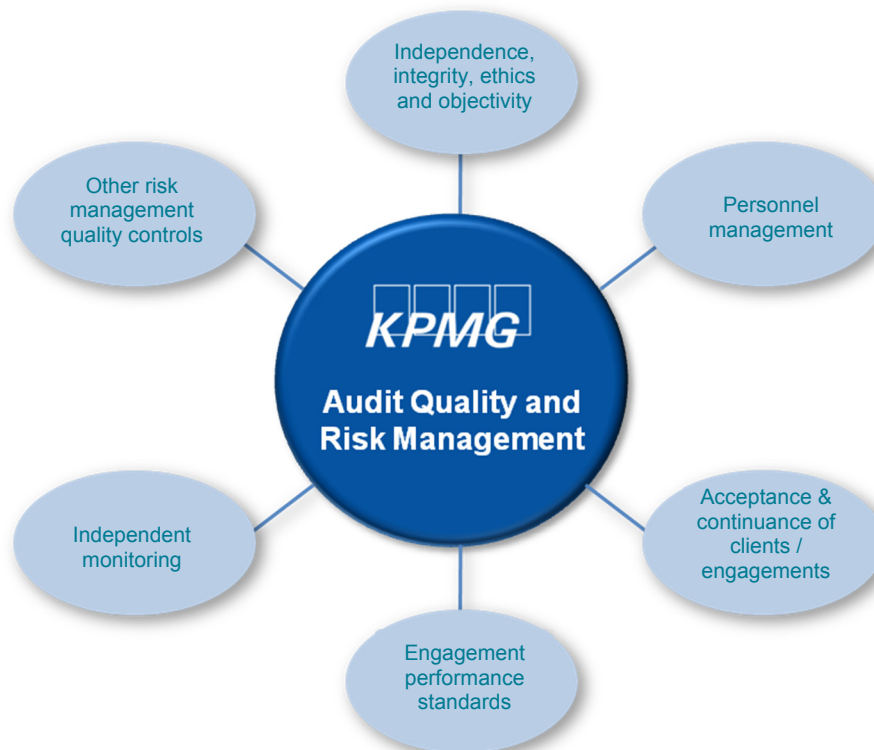 Independence,
integrity, ethics
and objectivity
Other risk
management
quality controls
Personnel
management
KPMG
Audit Quality and
Risk Management
Independent
monitoring
Acceptance &
continuance of
clients /
engagements
Engagement
performance
standards